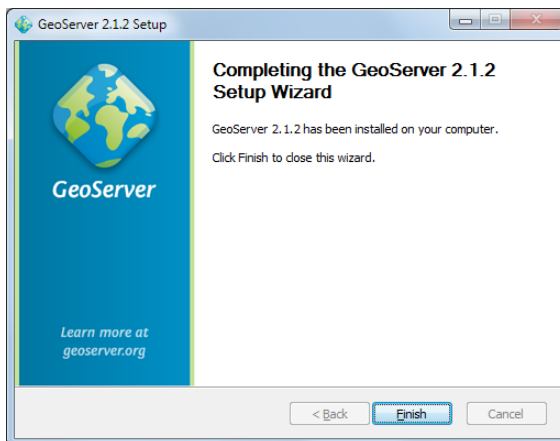 GeoServer 2.1.2 Setup
Completing the GeoServer 2.1.2
Setup Wizard
GeoServer 2.1.2 has been installed on your computer.
Click Finish to close this wizard.
GeoServer
Learn more at
geoserver.org
< Back
Finish
Cancel